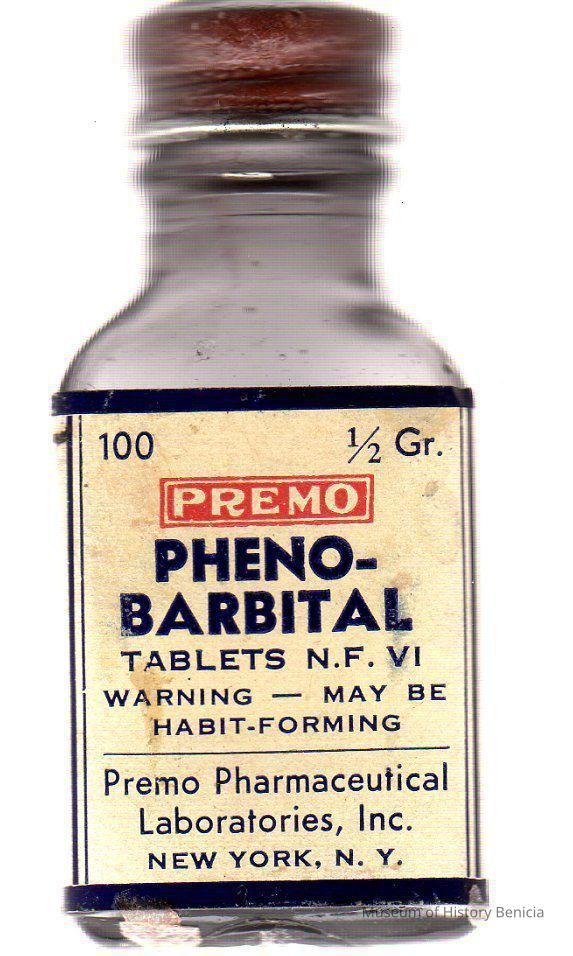 100 ½ Gr.
PREMO
PHENO-
BARBITAL
TABLETS N.F. VI
WARNING — MAY BE
HABIT-FORMING
Premo Pharmaceutical
Laboratories, Inc.
NEW YORK, N. Y.
Museum of History Benicia